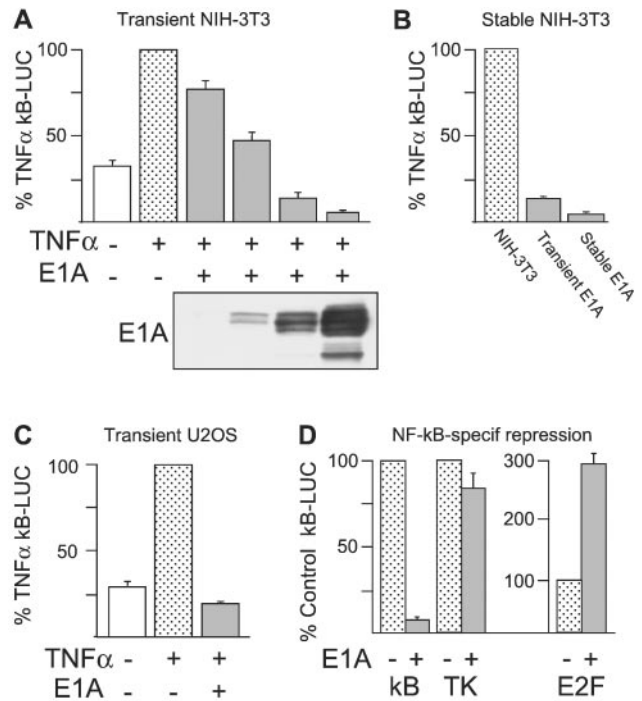 A Transient NIH-3T3
100
50
% TNFα kB-LUC
TNFα - + + + + +
E1A - - + + + +
E1A
B Stable NIH-3T3
100
50
% TNFα kB-LUC
NIH-3T3
Transient E1A
Stable E1A
C Transient U2OS
100
50
% TNFα kB-LUC
TNFα - + +
E1A - - +
D NF-kB-specif repression
100
50
% Control kB-LUC
300
200
100
E1A - + - + - +
kB TK E2F